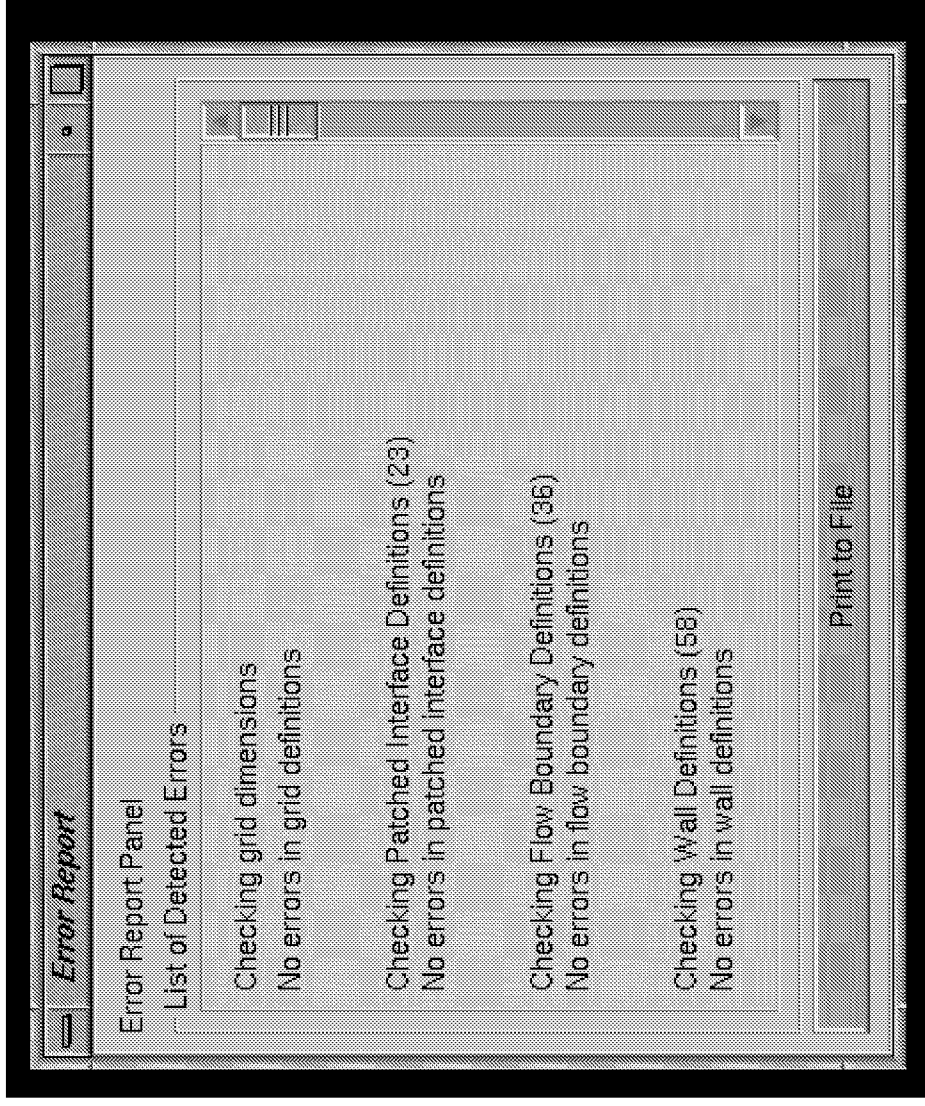 Error Report
Error Report Panel
List of Detected Errors
Checking grid dimensions
No errors in grid definitions
Checking Patched Interface Definitions (23)
No errors in patched interface definitions
Checking Flow Boundary Definitions (36)
No errors in flow boundary definitions
Checking Wall Definitions (58)
No errors in wall definitions
Print to File